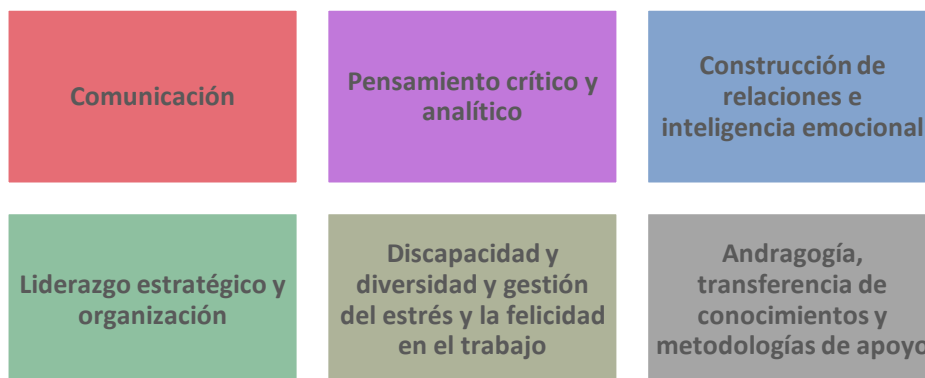 Comunicación
Pensamiento crítico y
analítico
Construcción de
relaciones e
inteligencia emocional
Liderazgo estratégico y
organización
Discapacidad y
diversidad y gestión
del estrés y la felicidad
en el trabajo
Andragogía,
transferencia de
conocimientos y
metodologías de apoyo